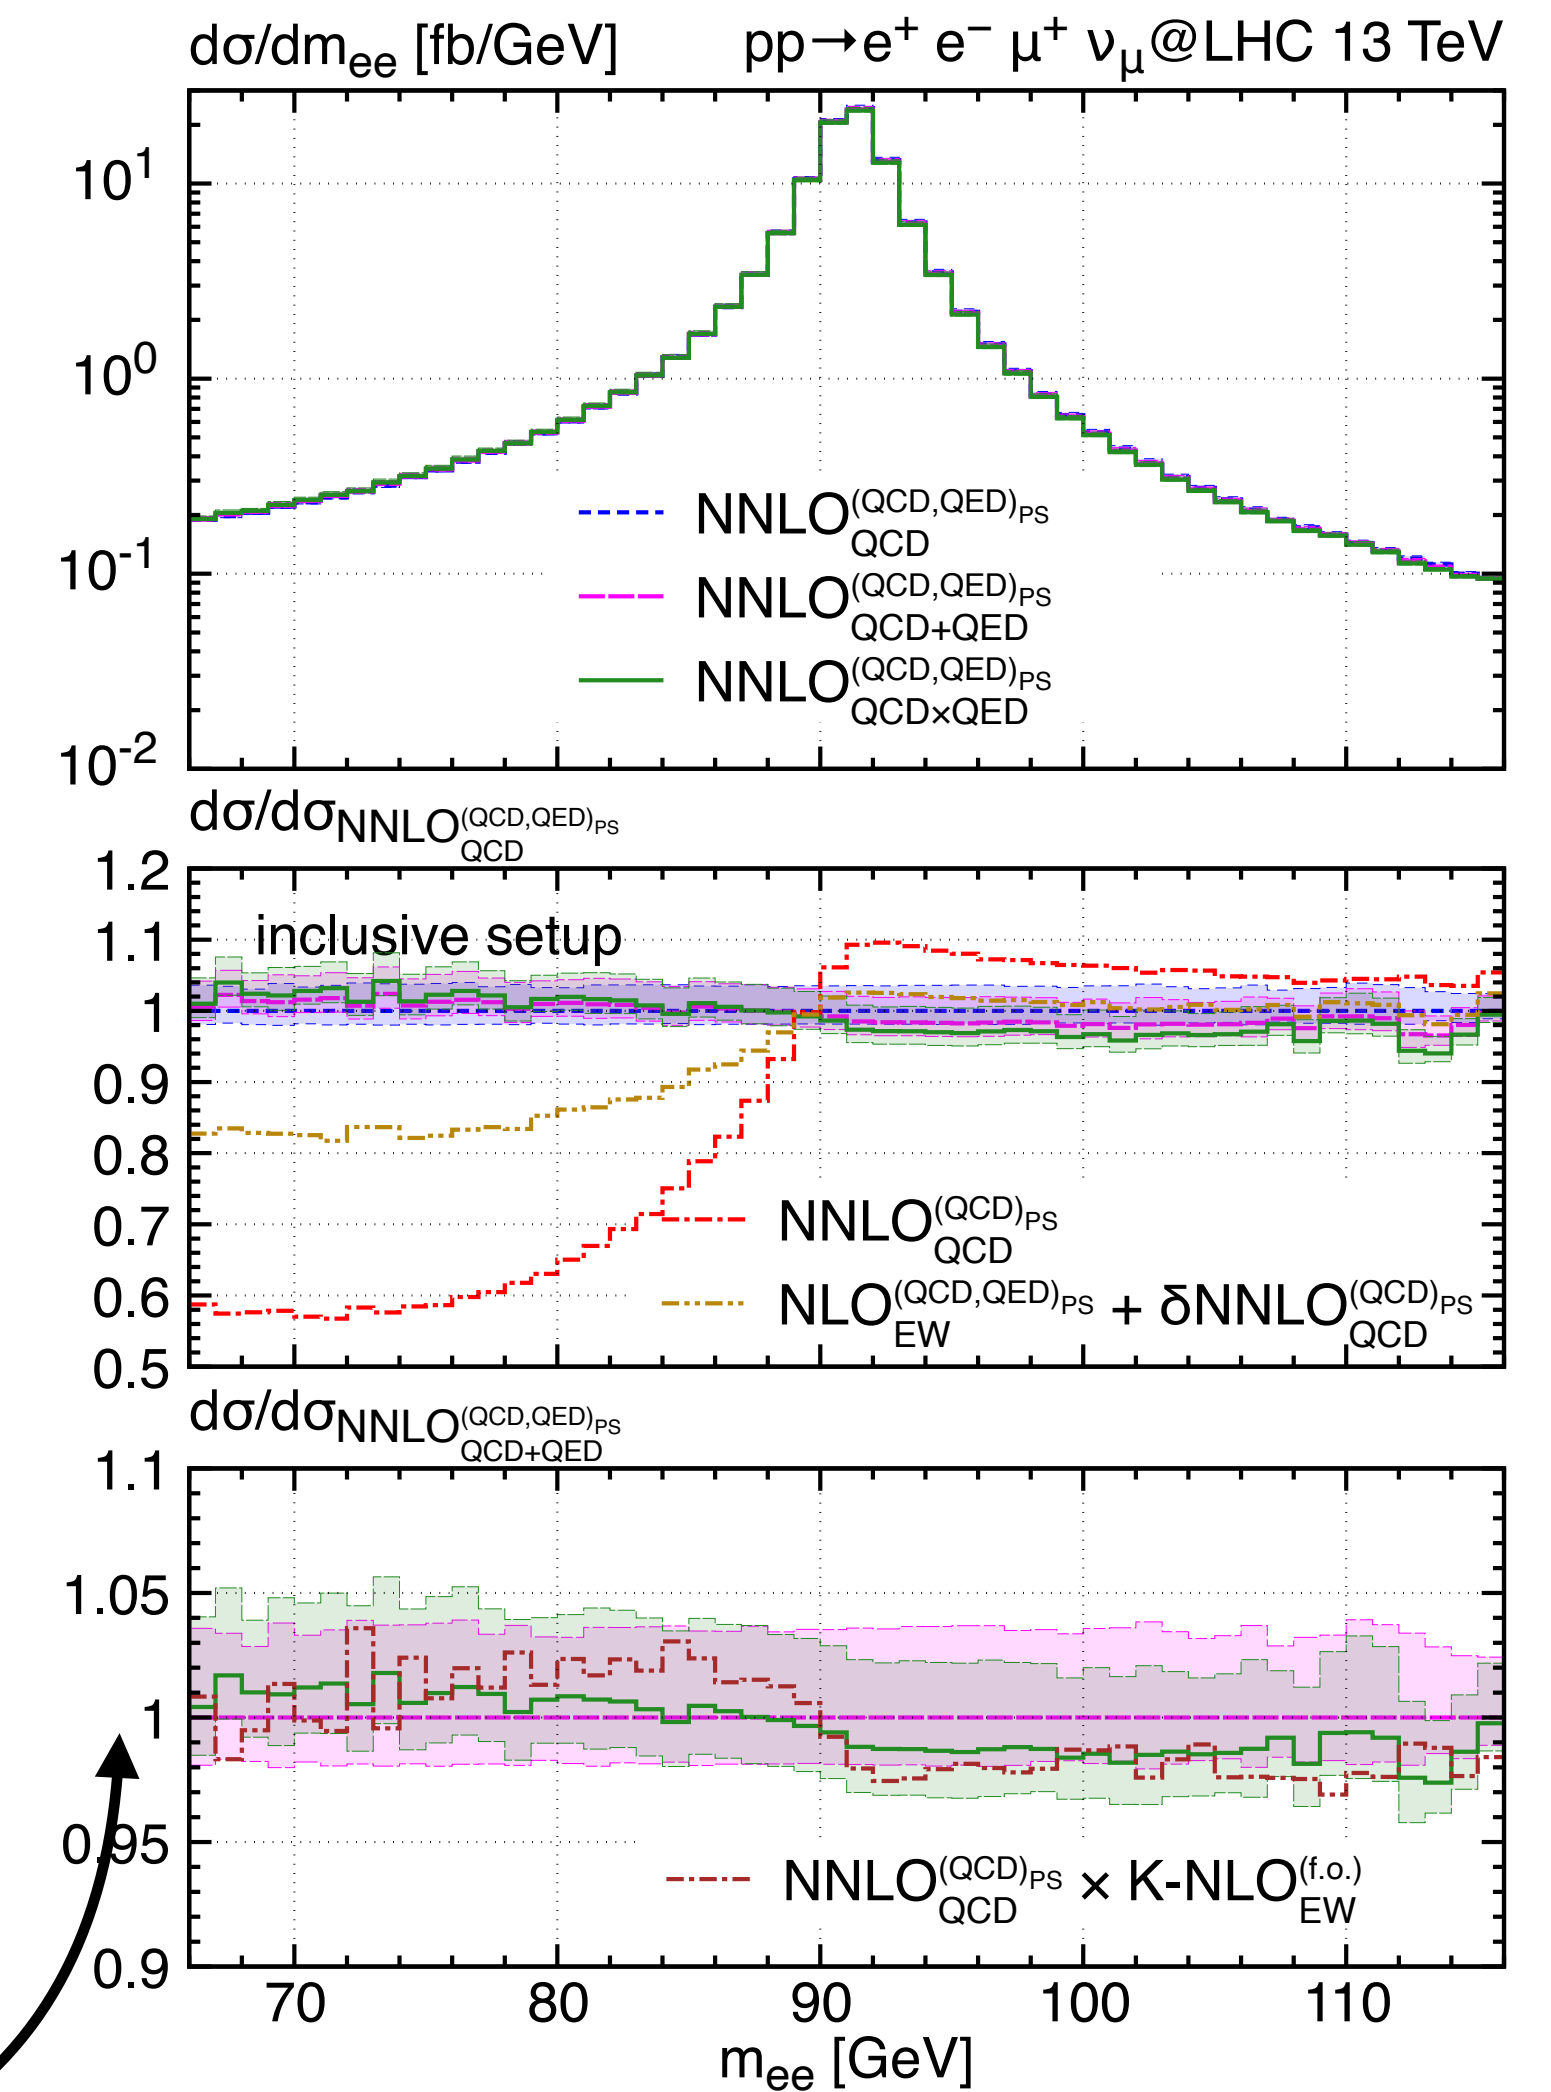 dσ/dm_ee [fb/GeV] pp→e⁺ e⁻ μ⁺ ν_μ@LHC 13 TeV
10^1
10^0
10^-1
10^-2
NNLO_QCD^(QCD,QED)_PS
NNLO_QCD+QED^(QCD,QED)_PS
NNLO_QCD×QED^(QCD,QED)_PS
dσ/dσ_NNLO_QCD^(QCD,QED)_PS
1.2
1.1
1
0.9
0.8
0.7
0.6
0.5
inclusive setup
NNLO_QCD^(QCD)_PS
NLO_EW^(QCD,QED)_PS + δNNLO_QCD^(QCD)_PS
dσ/dσ_NNLO_QCD+QED^(QCD,QED)_PS
1.1
1.05
1
0.95
0.9
NNLO_QCD^(QCD)_PS × K-NLO_EW^(f.o.)
70 80 90 100 110
m_ee [GeV]